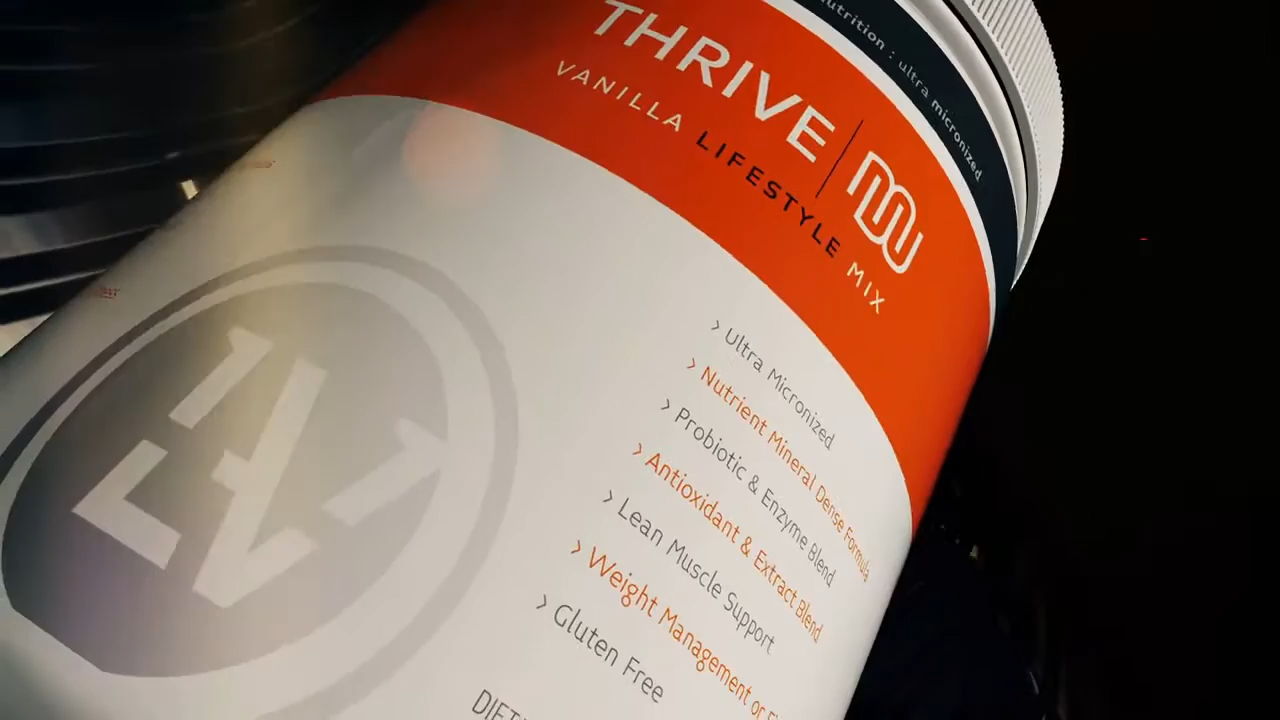 nutrition : ultra micronized
THRIVE
VANILLA LIFESTYLE MIX
› Ultra Micronized
› Nutrient Mineral Dense Formula
› Probiotic & Enzyme Blend
› Antioxidant & Extract Blend
› Lean Muscle Support
› Weight Management or
› Gluten Free